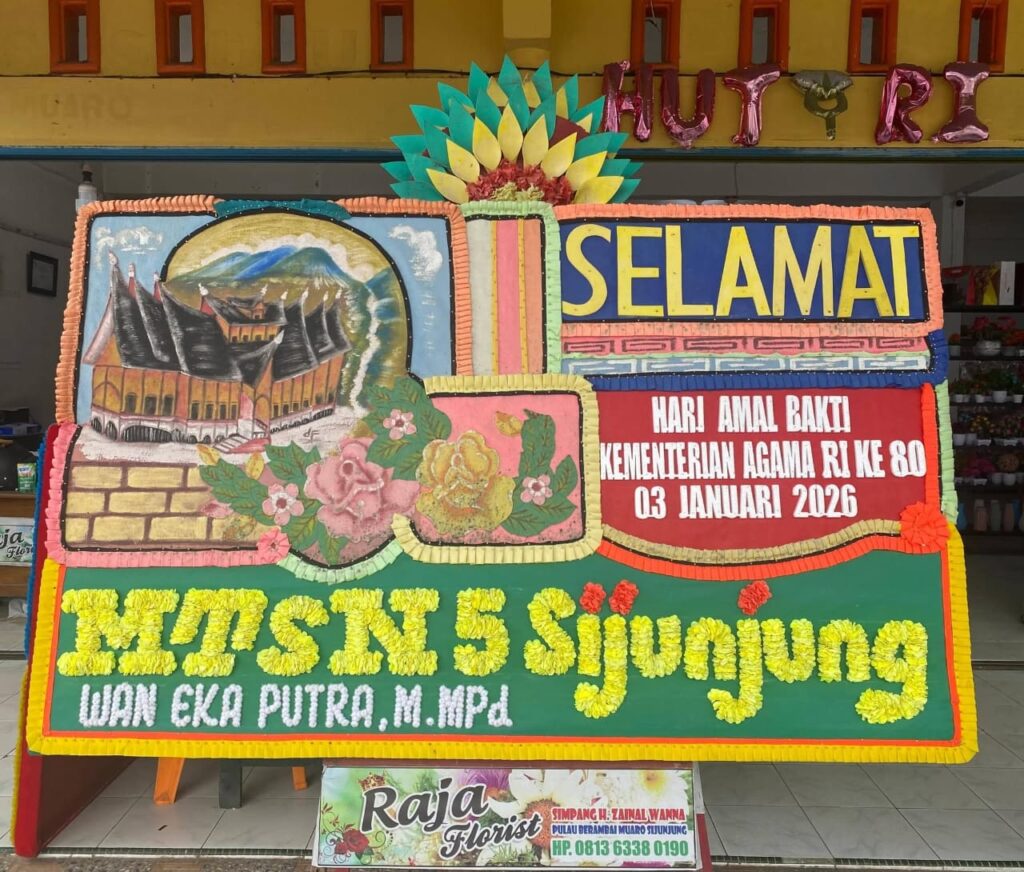 HUT RI
SELAMAT
HARI AMAL BAKTI
KEMENTERIAN AGAMA RI KE 80
03 JANUARI 2026
MTSN 5 Sijunjung
WAN EKA PUTRA, M.MPd
Raja
Florist
SIMPANG H. ZAINAL WANNA
PULAU BERAMBAI MUARO SIJUNJUNG
HP. 0813 6338 0190